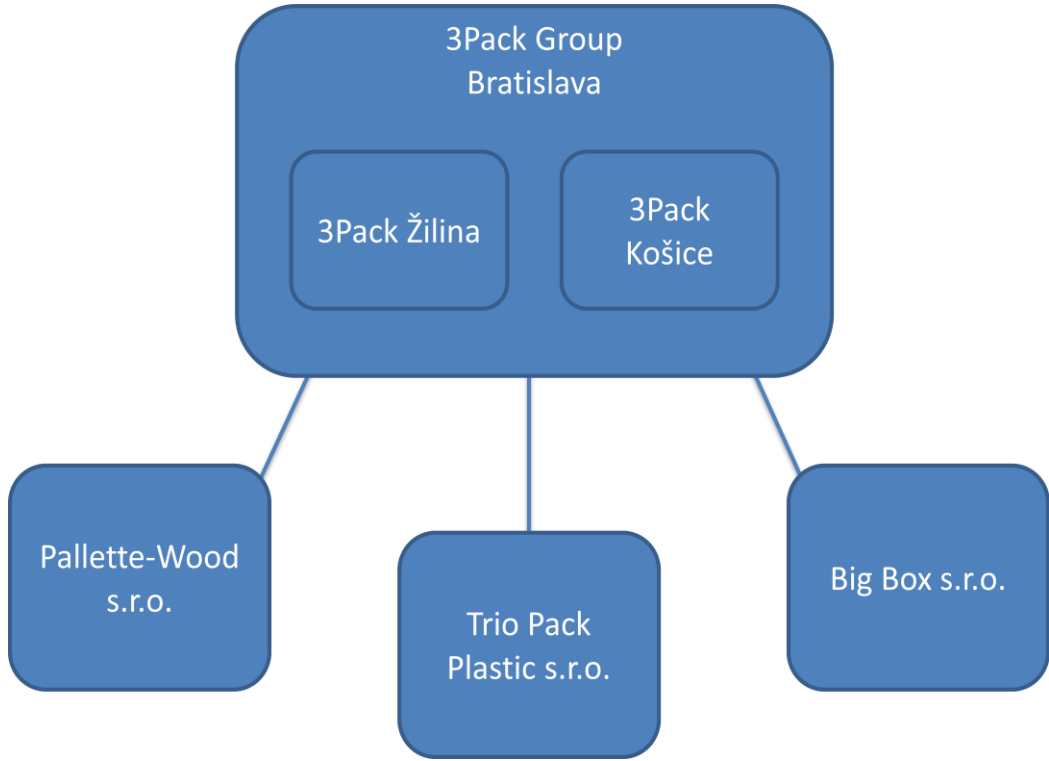 3Pack Group
Bratislava
3Pack Žilina
3Pack
Košice
Pallette-Wood
s.r.o.
Trio Pack
Plastic s.r.o.
Big Box s.r.o.